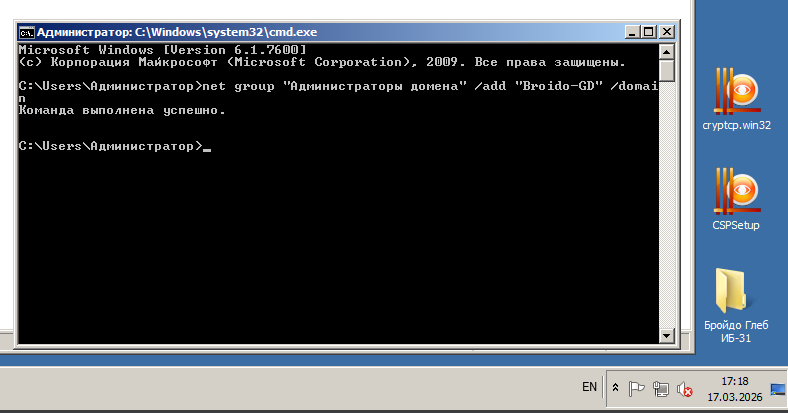 Администратор: C:\Windows\system32\cmd.exe
Microsoft Windows [Version 6.1.7600]
(c) Корпорация Майкрософт (Microsoft Corporation), 2009. Все права защищены.
C:\Users\Администратор>net group "Администраторы домена" /add "Broido-GD" /domai
n
Команда выполнена успешно.
C:\Users\Администратор>_
cryptcp.win32
CSPSetup
Бройдо Глеб
ИБ-31
EN
17:18
17.03.2026